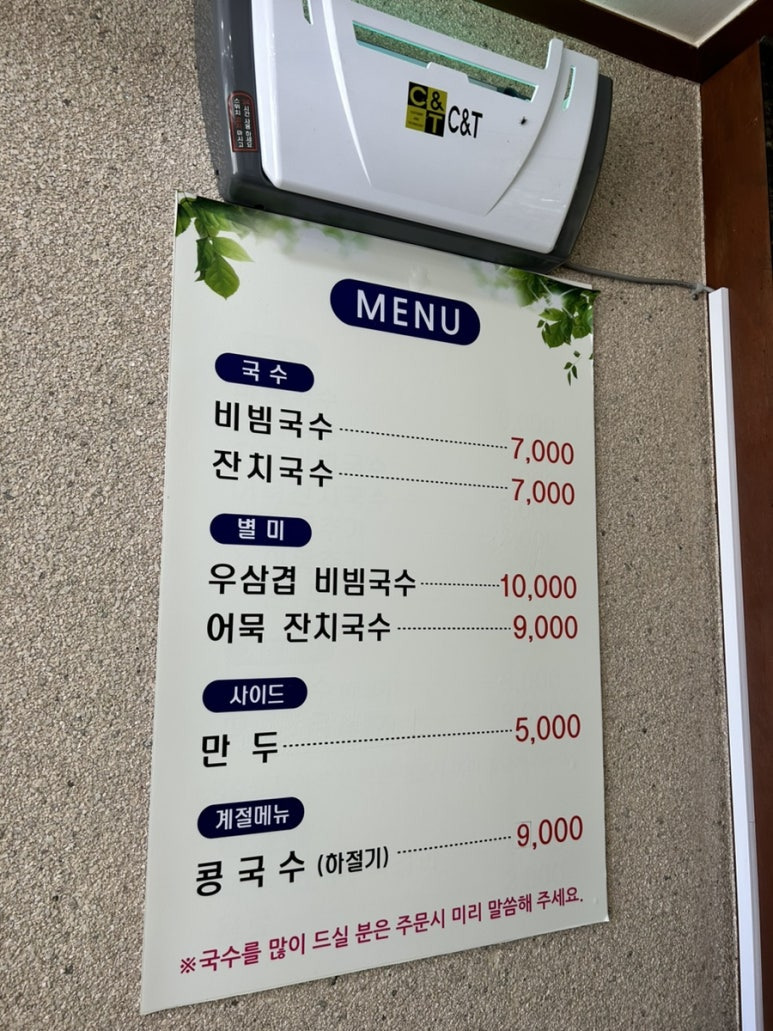 C&T C&T
MENU
국수
비빔국수 7,000
잔치국수 7,000
별미
우삼겹 비빔국수 10,000
어묵 잔치국수 9,000
사이드
만 두 5,000
계절메뉴
콩국수 (하절기) 9,000
※국수를 많이 드실 분은 주문시 미리 말씀해 주세요.